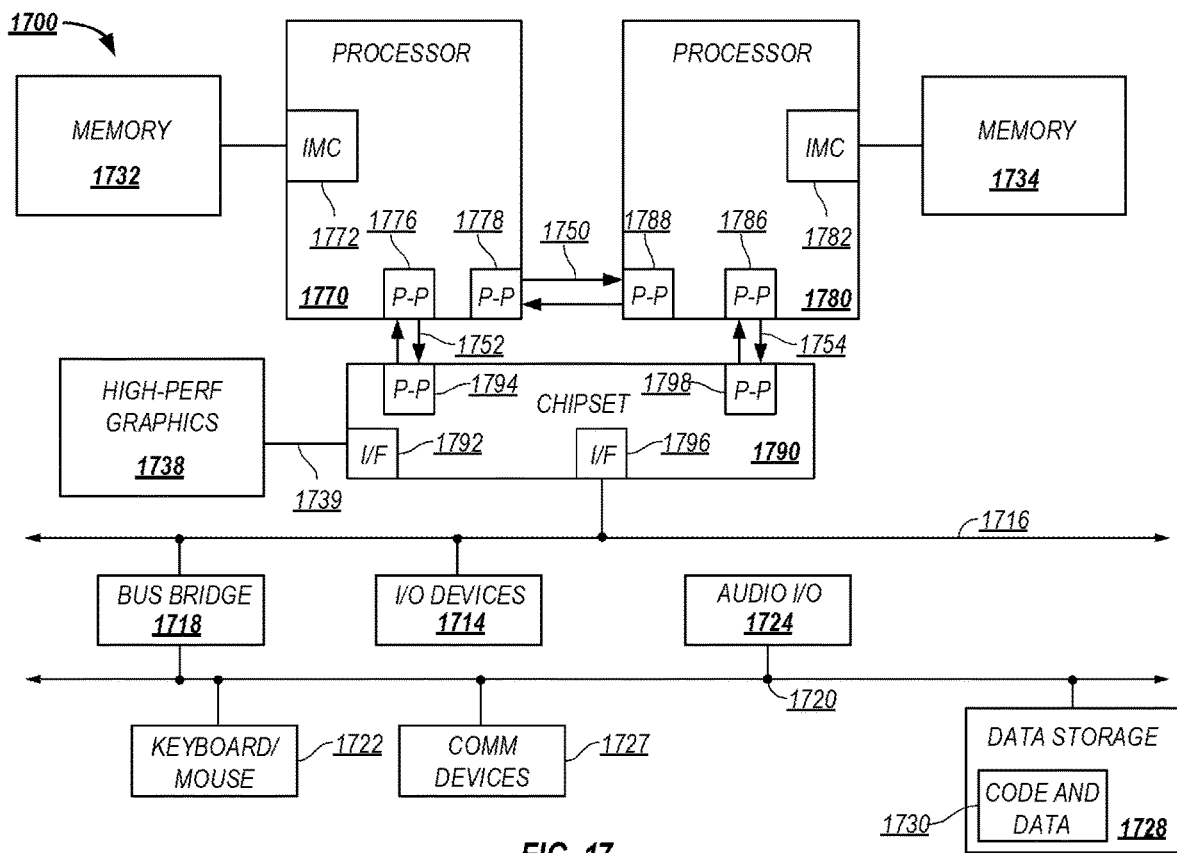 1700
PROCESSOR
PROCESSOR
MEMORY
1732
IMC
IMC
MEMORY
1734
1772
1776
1778
1750
1788
1786
1782
1770
P-P
P-P
P-P
P-P
1780
1752
1754
HIGH-PERF
GRAPHICS
1738
P-P
1794
CHIPSET
1798
P-P
I/F
1792
I/F
1796
1790
1739
1716
BUS BRIDGE
1718
I/O DEVICES
1714
AUDIO I/O
1724
1720
KEYBOARD/
MOUSE
1722
COMM
DEVICES
1727
DATA STORAGE
CODE AND
DATA
1730
1728
FIG. 17